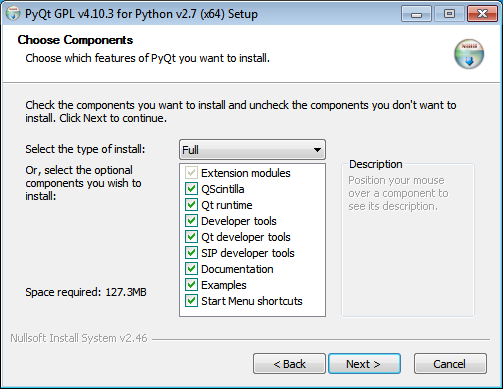 PyQt GPL v4.10.3 for Python v2.7 (x64) Setup
Choose Components
Choose which features of PyQt you want to install.
Check the components you want to install and uncheck the components you don't want to
install. Click Next to continue.
Select the type of install:
Full
Or, select the optional
components you wish to
install:
Extension modules
QScintilla
Qt runtime
Developer tools
Qt developer tools
SIP developer tools
Documentation
Examples
Start Menu shortcuts
Description
Position your mouse
over a component to
see its description.
Space required: 127.3MB
Nullsoft Install System v2.46
< Back
Next >
Cancel